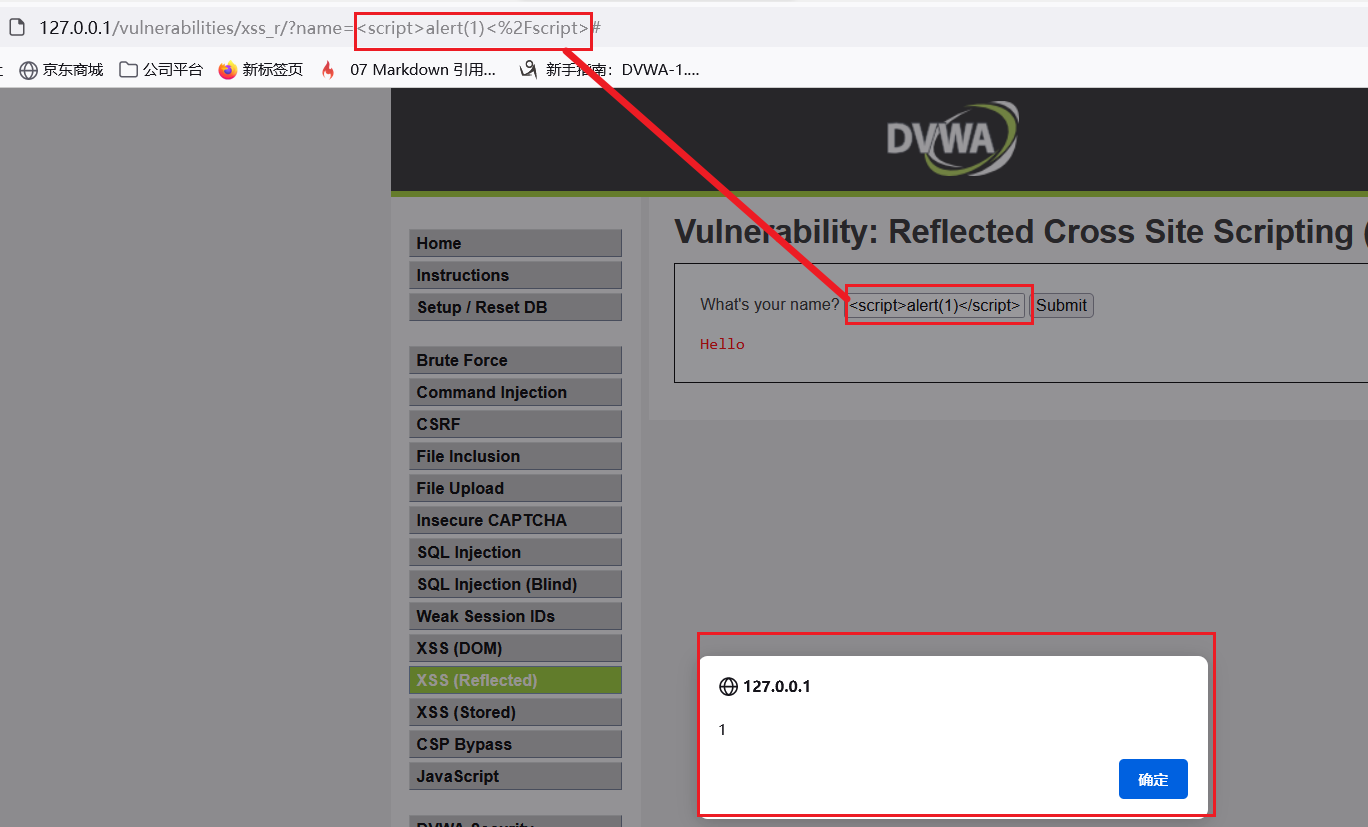 127.0.0.1/vulnerabilities/xss_r/?name=<script>alert(1)<%2Fscript>#
京东商城 公司平台 新标签页 07 Markdown 引用... 新手指南：DVWA-1....
DVWA
Home
Instructions
Setup / Reset DB
Brute Force
Command Injection
CSRF
File Inclusion
File Upload
Insecure CAPTCHA
SQL Injection
SQL Injection (Blind)
Weak Session IDs
XSS (DOM)
XSS (Reflected)
XSS (Stored)
CSP Bypass
JavaScript
DVWA Security
Vulnerability: Reflected Cross Site Scripting (
What's your name? <script>alert(1)</script> Submit
Hello
127.0.0.1
1
确定